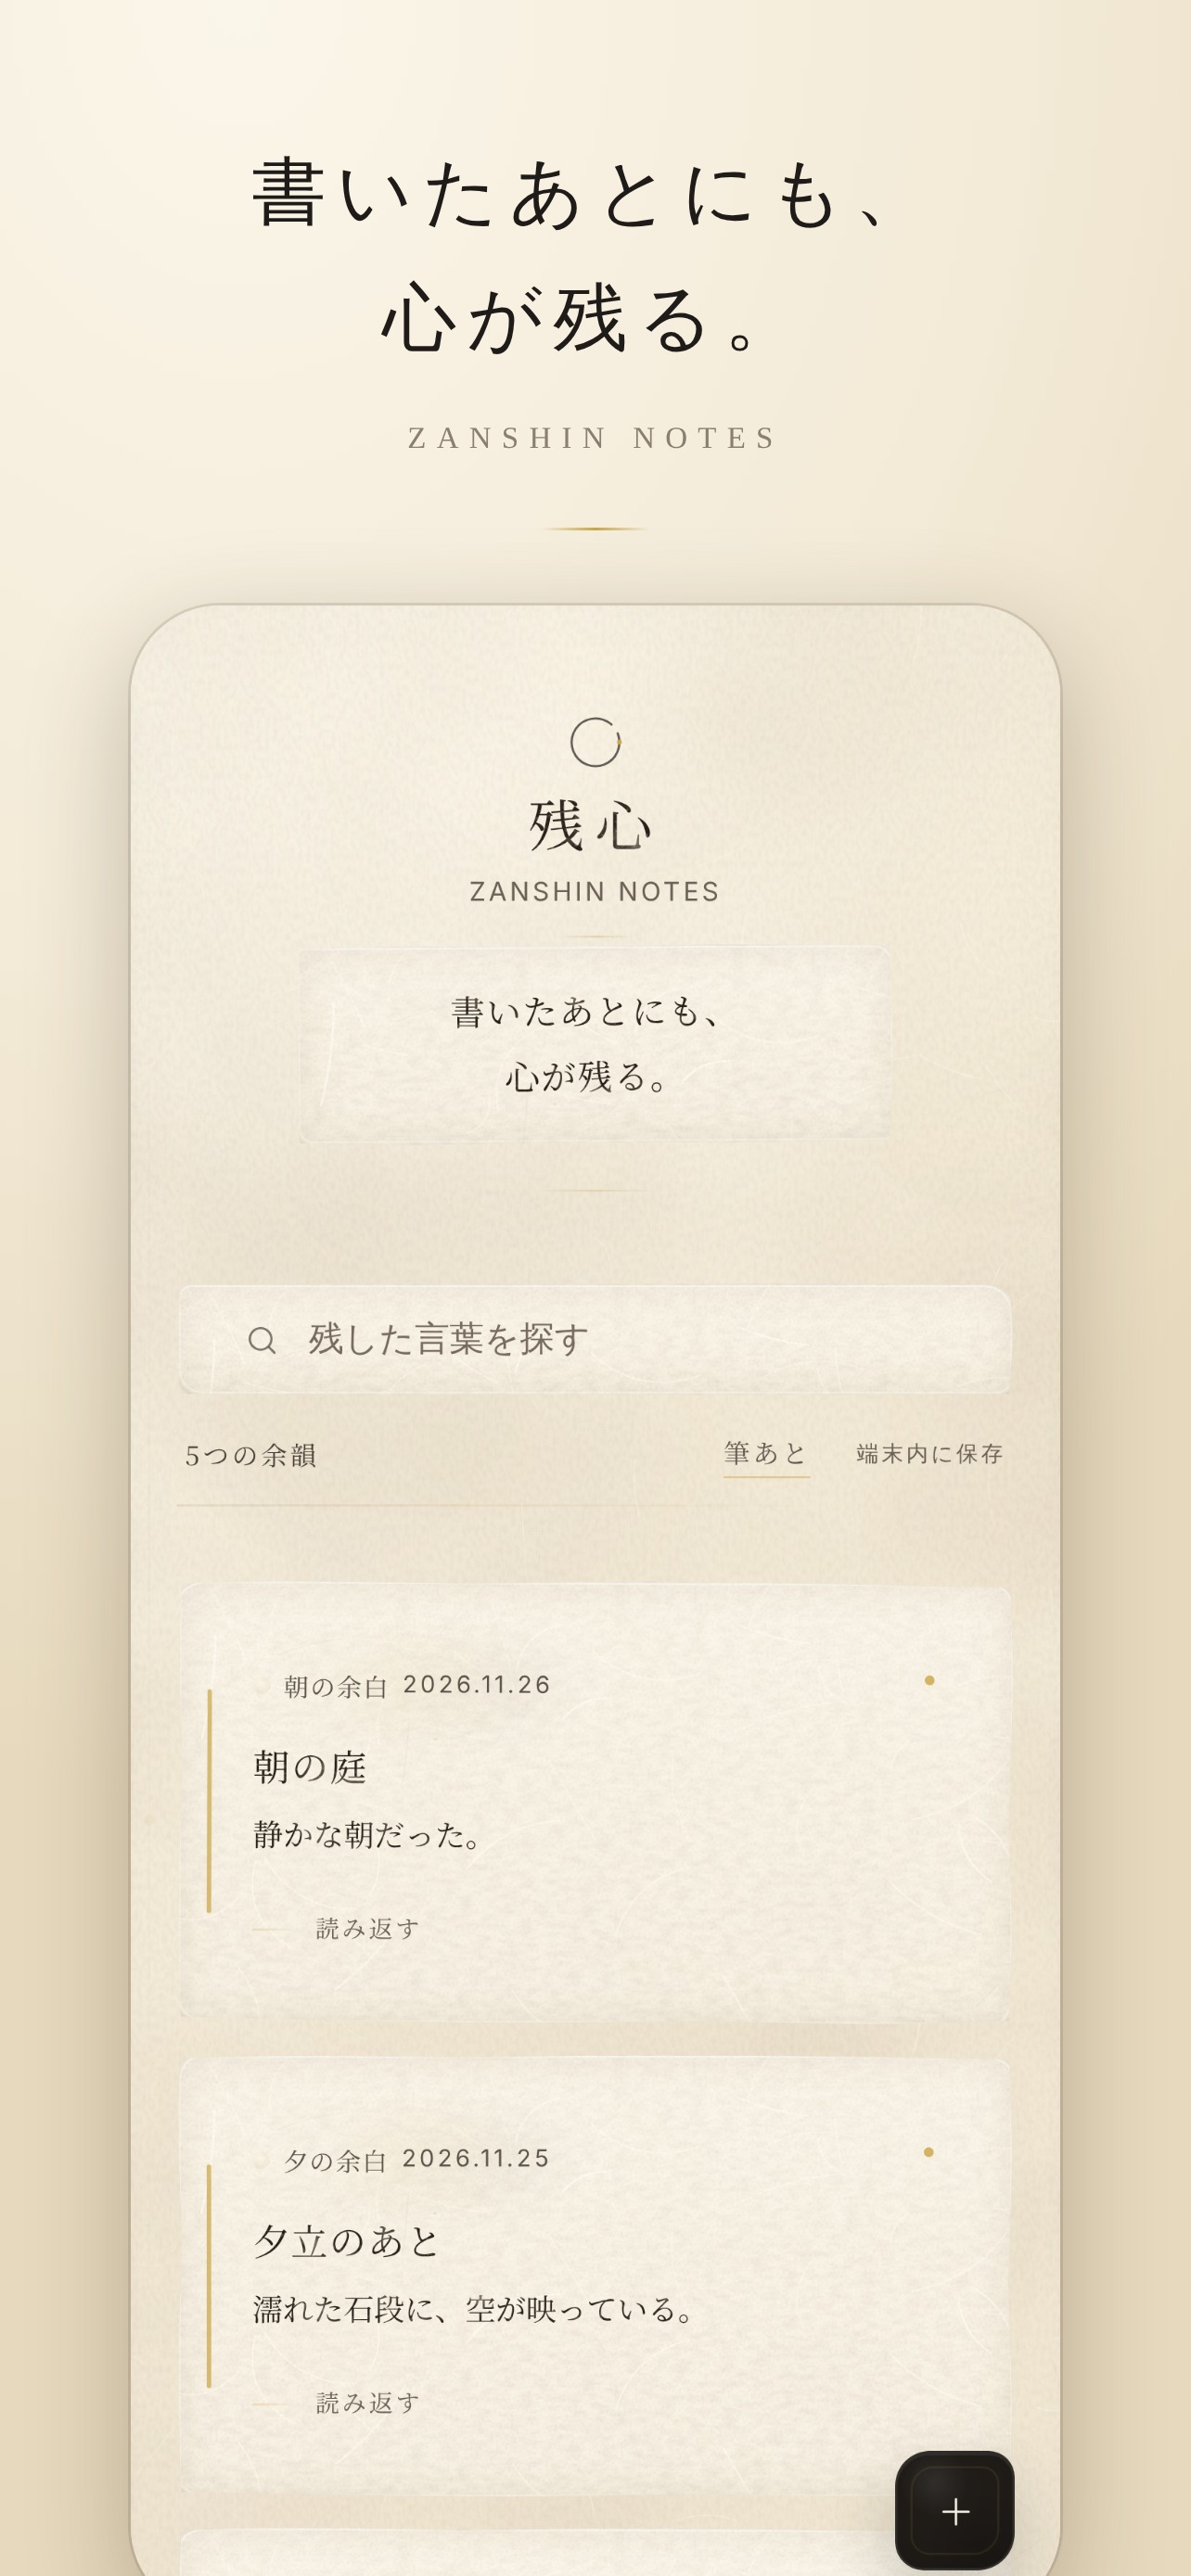 書いたあとにも、
心が残る。
ZANSHIN NOTES
残心
ZANSHIN NOTES
書いたあとにも、
心が残る。
残した言葉を探す
5つの余韻 筆あと 端末内に保存
朝の余白 2026.11.26
朝の庭
静かな朝だった。
読み返す
夕の余白 2026.11.25
夕立のあと
濡れた石段に、空が映っている。
読み返す